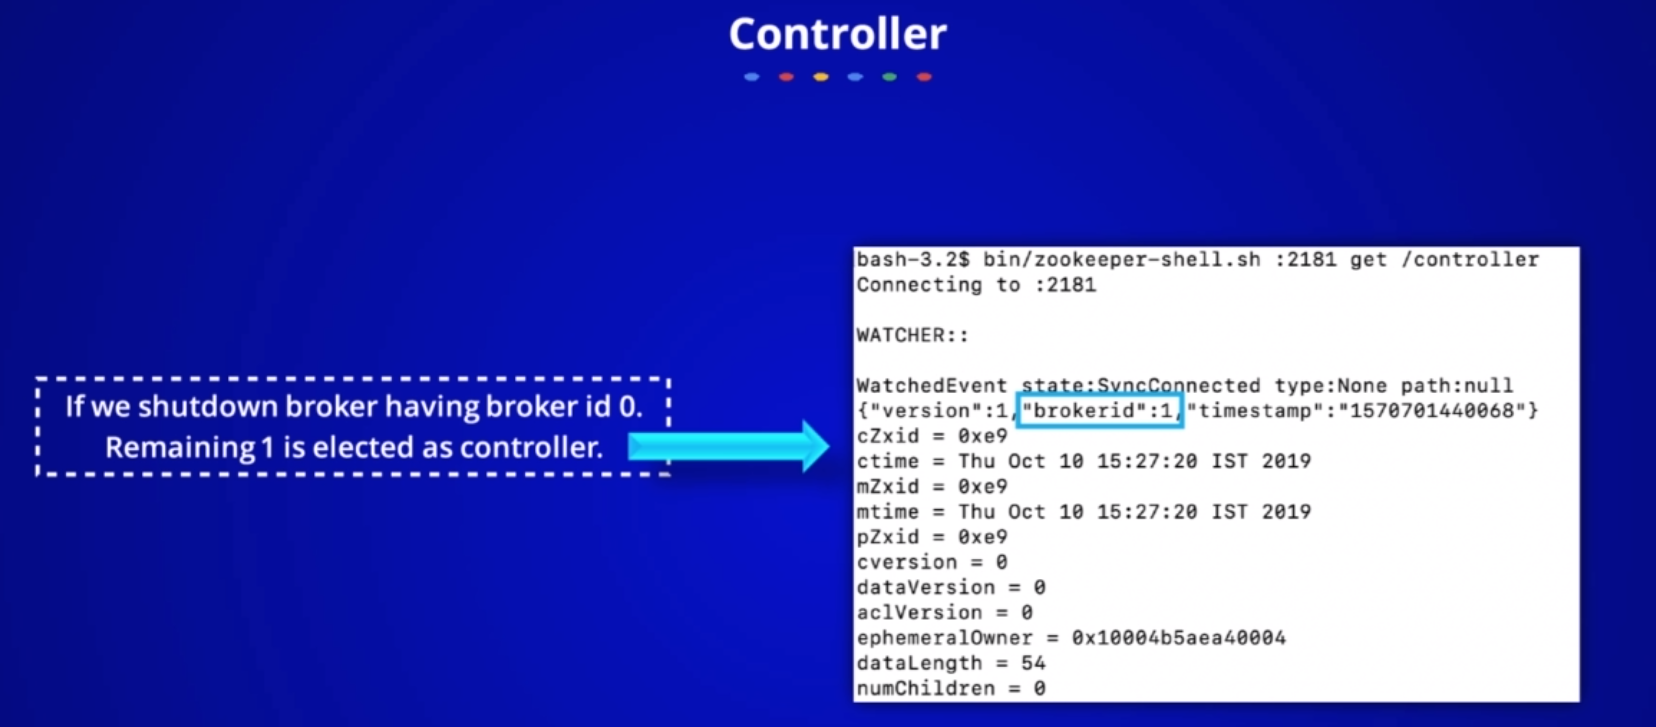 Controller
If we shutdown broker having broker id 0.
Remaining 1 is elected as controller.
bash-3.2$ bin/zookeeper-shell.sh :2181 get /controller
Connecting to :2181
WATCHER::
WatchedEvent state:SyncConnected type:None path:null
{"version":1,"brokerid":1,"timestamp":"1570701440068"}
cZxid = 0xe9
ctime = Thu Oct 10 15:27:20 IST 2019
mZxid = 0xe9
mtime = Thu Oct 10 15:27:20 IST 2019
pZxid = 0xe9
cversion = 0
dataVersion = 0
aclVersion = 0
ephemeralOwner = 0x10004b5aea40004
dataLength = 54
numChildren = 0